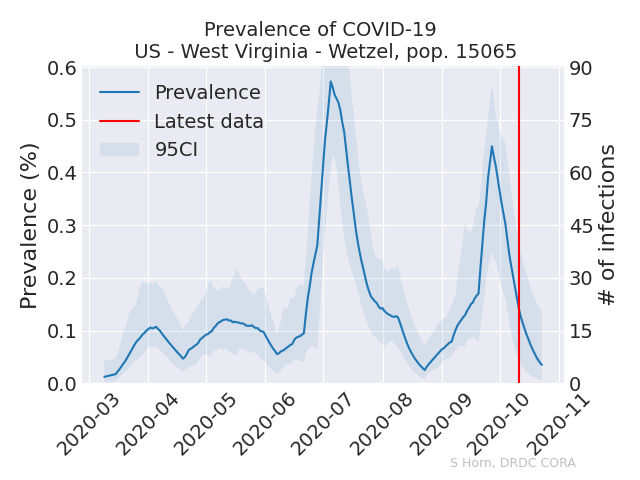 Prevalence of COVID-19
US - West Virginia - Wetzel, pop. 15065
Prevalence
Latest data
95CI
Prevalence (%)
0.6
0.5
0.4
0.3
0.2
0.1
0.0
90
75
60
45
30
15
0
# of infections
2020-03
2020-04
2020-05
2020-06
2020-07
2020-08
2020-09
2020-10
2020-11
S Horn, DRDC CORA